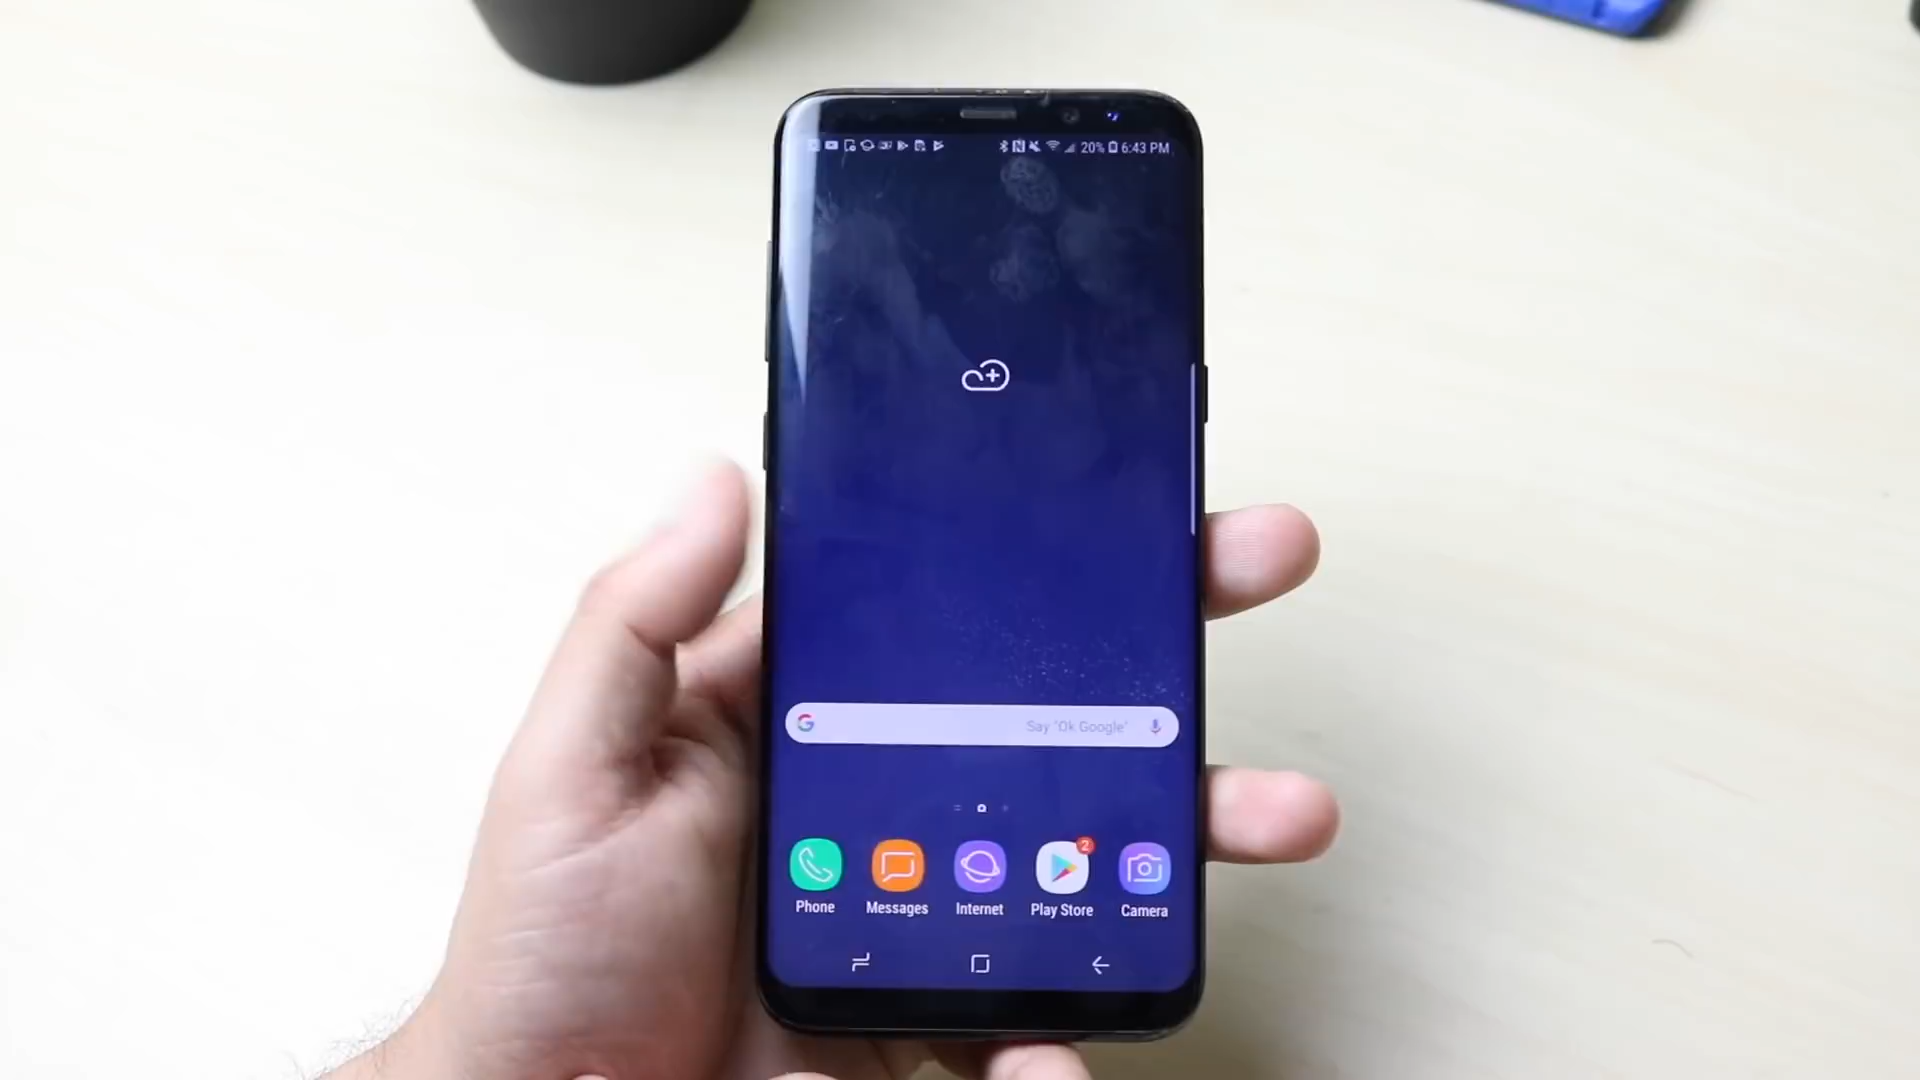 20% 6:43 PM
Say "Ok Google"
2
Phone Messages Internet Play Store Camera